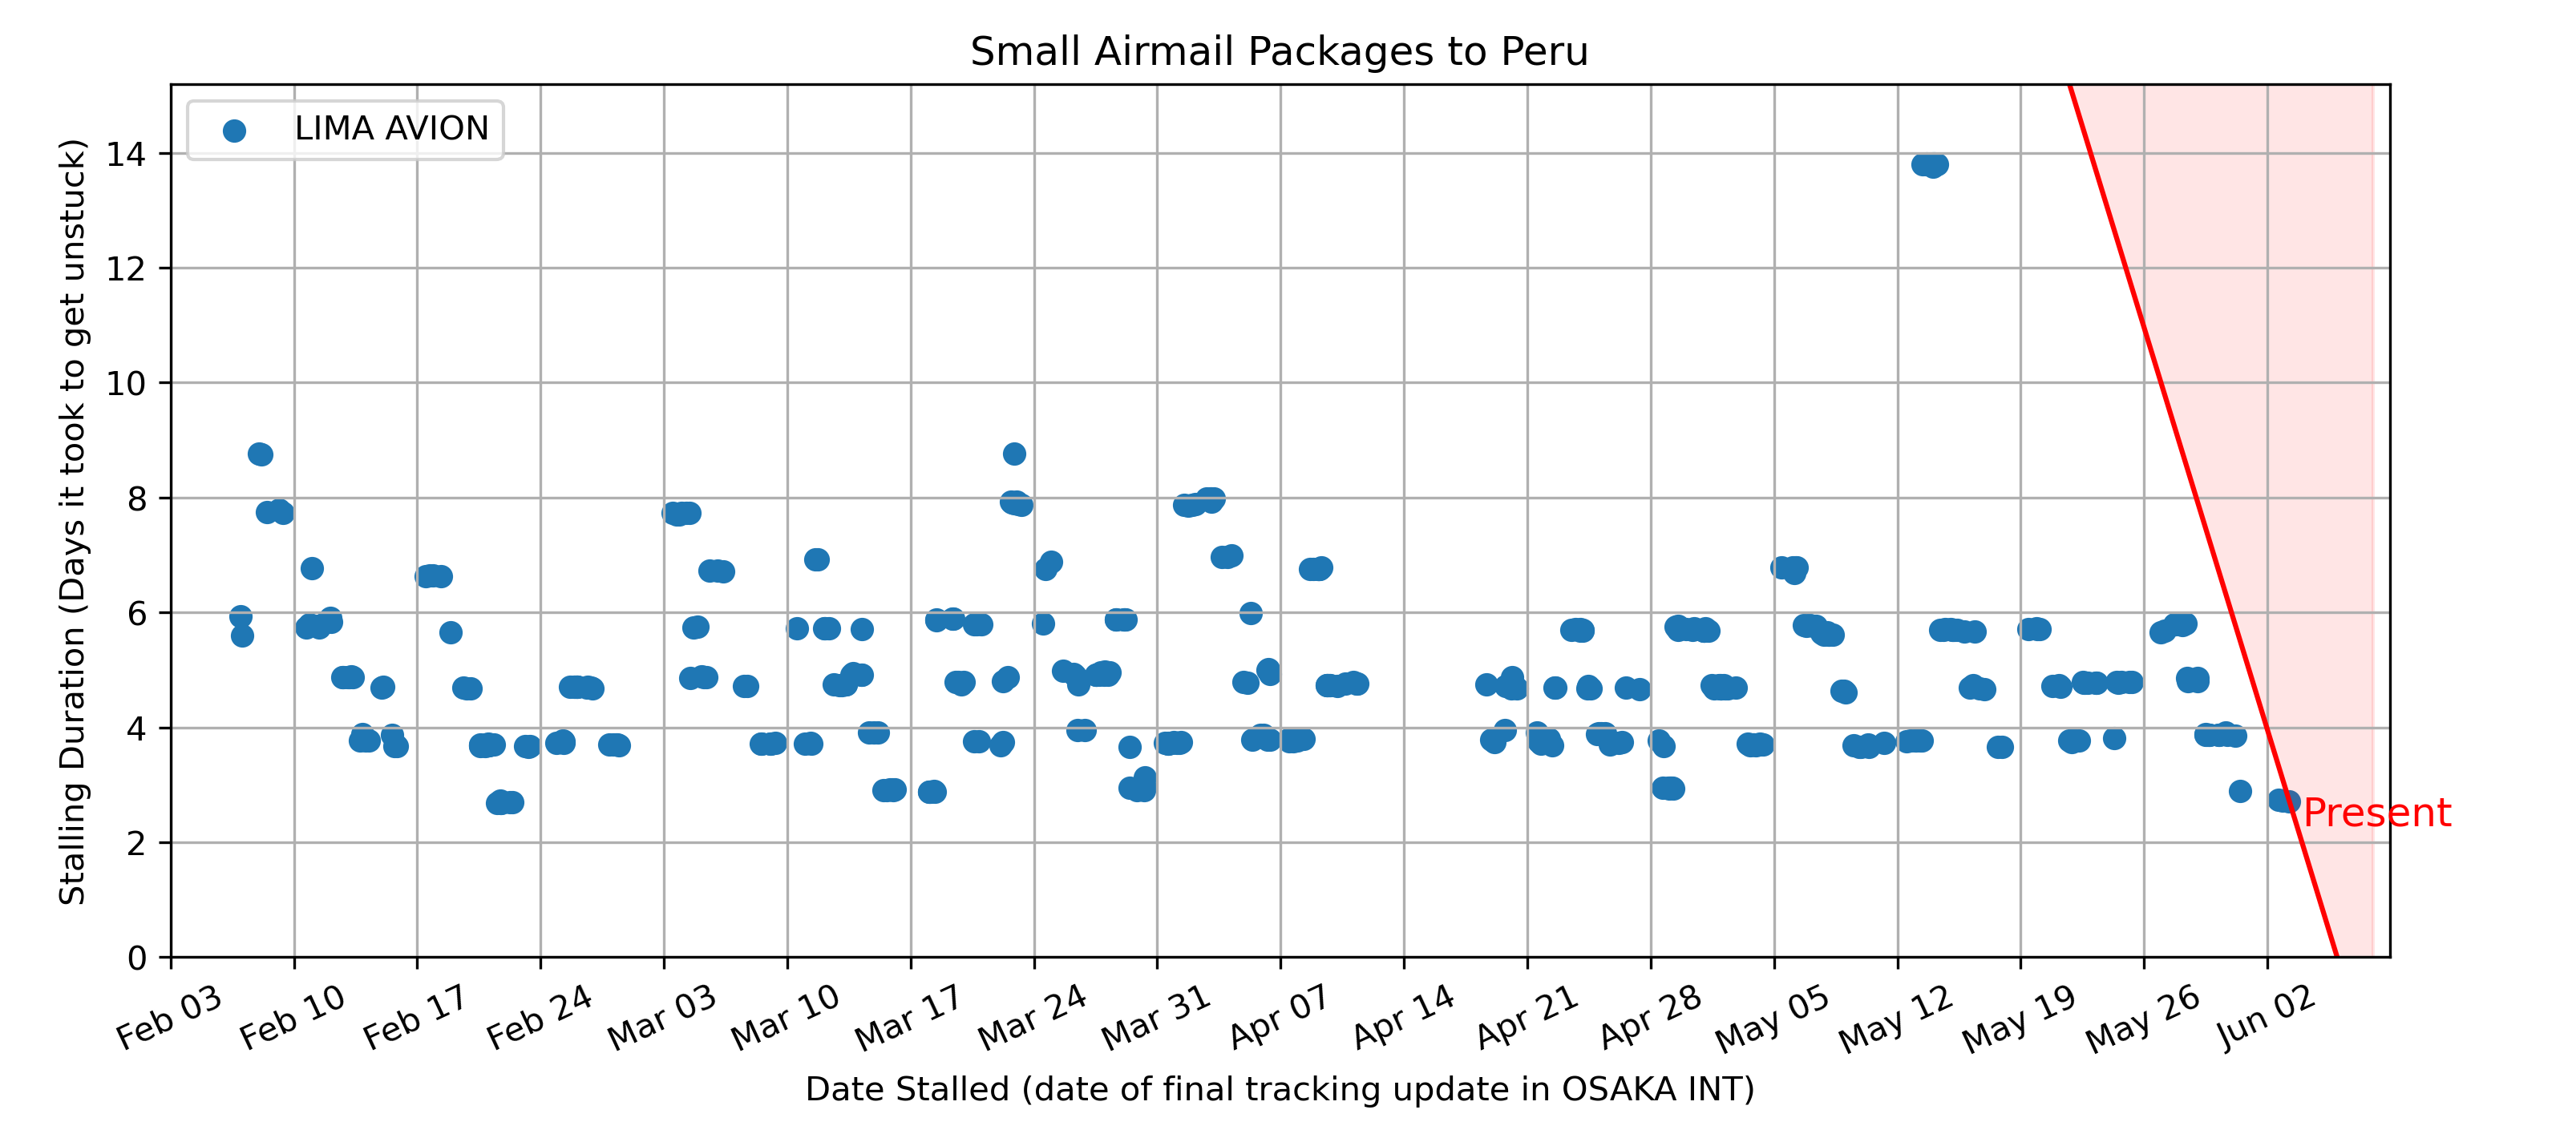 Small Airmail Packages to Peru
LIMA AVION
Stalling Duration (Days it took to get unstuck)
14
12
10
8
6
4
2
0
Present
Feb 03
Feb 10
Feb 17
Feb 24
Mar 03
Mar 10
Mar 17
Mar 24
Mar 31
Apr 07
Apr 14
Apr 21
Apr 28
May 05
May 12
May 19
May 26
Jun 02
Date Stalled (date of final tracking update in OSAKA INT)